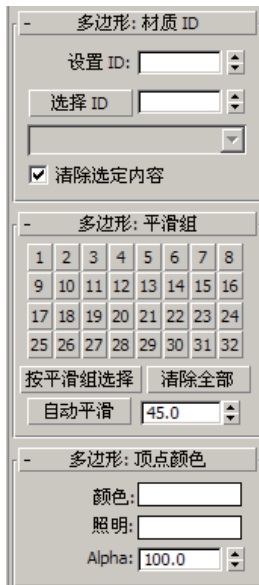 - 多边形: 材质 ID
设置 ID:
选择 ID
清除选定内容
- 多边形: 平滑组
1 2 3 4 5 6 7 8
9 10 11 12 13 14 15 16
17 18 19 20 21 22 23 24
25 26 27 28 29 30 31 32
按平滑组选择 清除全部
自动平滑 45.0
- 多边形: 顶点颜色
颜色:
照明:
Alpha: 100.0